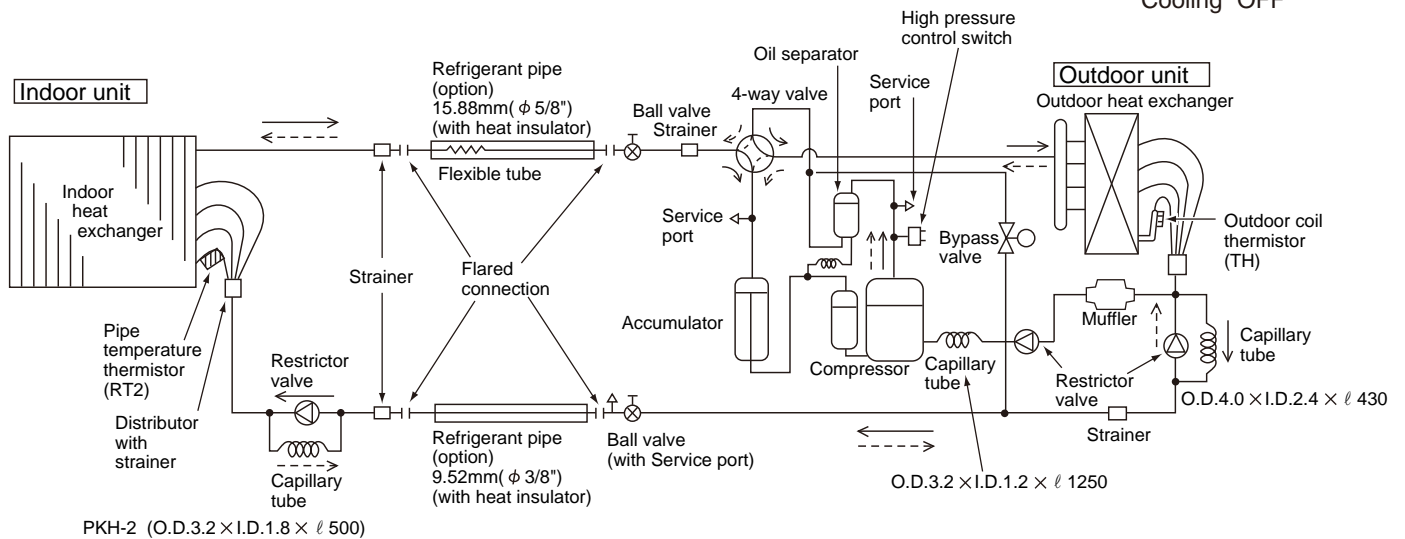 Cooling OFF
High pressure
control switch
Oil separator
Service
port
Outdoor unit
Outdoor heat exchanger
Indoor unit
Refrigerant pipe
(option)
15.88mm( ϕ 5/8")
(with heat insulator)
4-way valve
Ball valve
Strainer
Flexible tube
Indoor
heat
exchanger
Service
port
Bypass
valve
Outdoor coil
thermistor
(TH)
Strainer
Flared
connection
Accumulator
Muffler
Pipe
temperature
thermistor
(RT2)
Restrictor
valve
Compressor
Capillary
tube
Restrictor
valve
Capillary
tube
O.D.4.0 ×I.D.2.4 × ℓ 430
Distributor
with
strainer
Refrigerant pipe
(option)
9.52mm( ϕ 3/8")
(with heat insulator)
Ball valve
(with Service port)
Strainer
Capillary
tube
O.D.3.2 ×I.D.1.2 × ℓ 1250
PKH-2 (O.D.3.2 ×I.D.1.8 × ℓ 500)